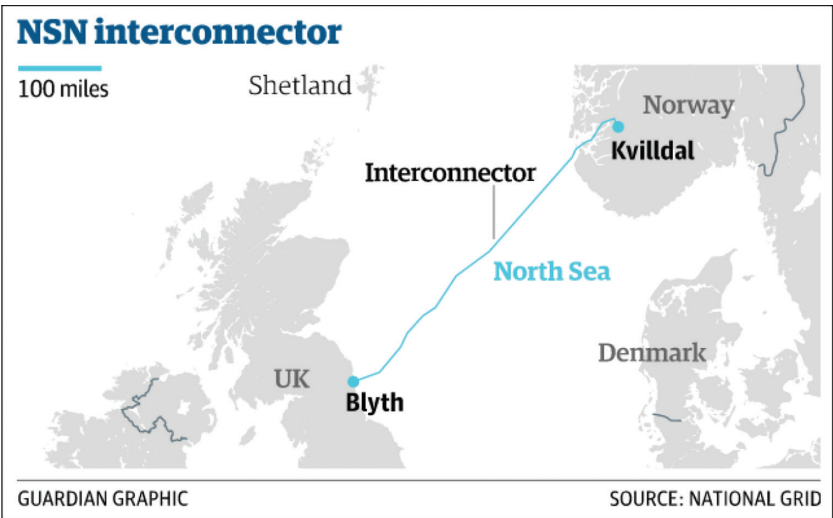 NSN interconnector
100 miles
Shetland
Norway
Kvilldal
Interconnector
North Sea
Denmark
UK
Blyth
GUARDIAN GRAPHIC
SOURCE: NATIONAL GRID